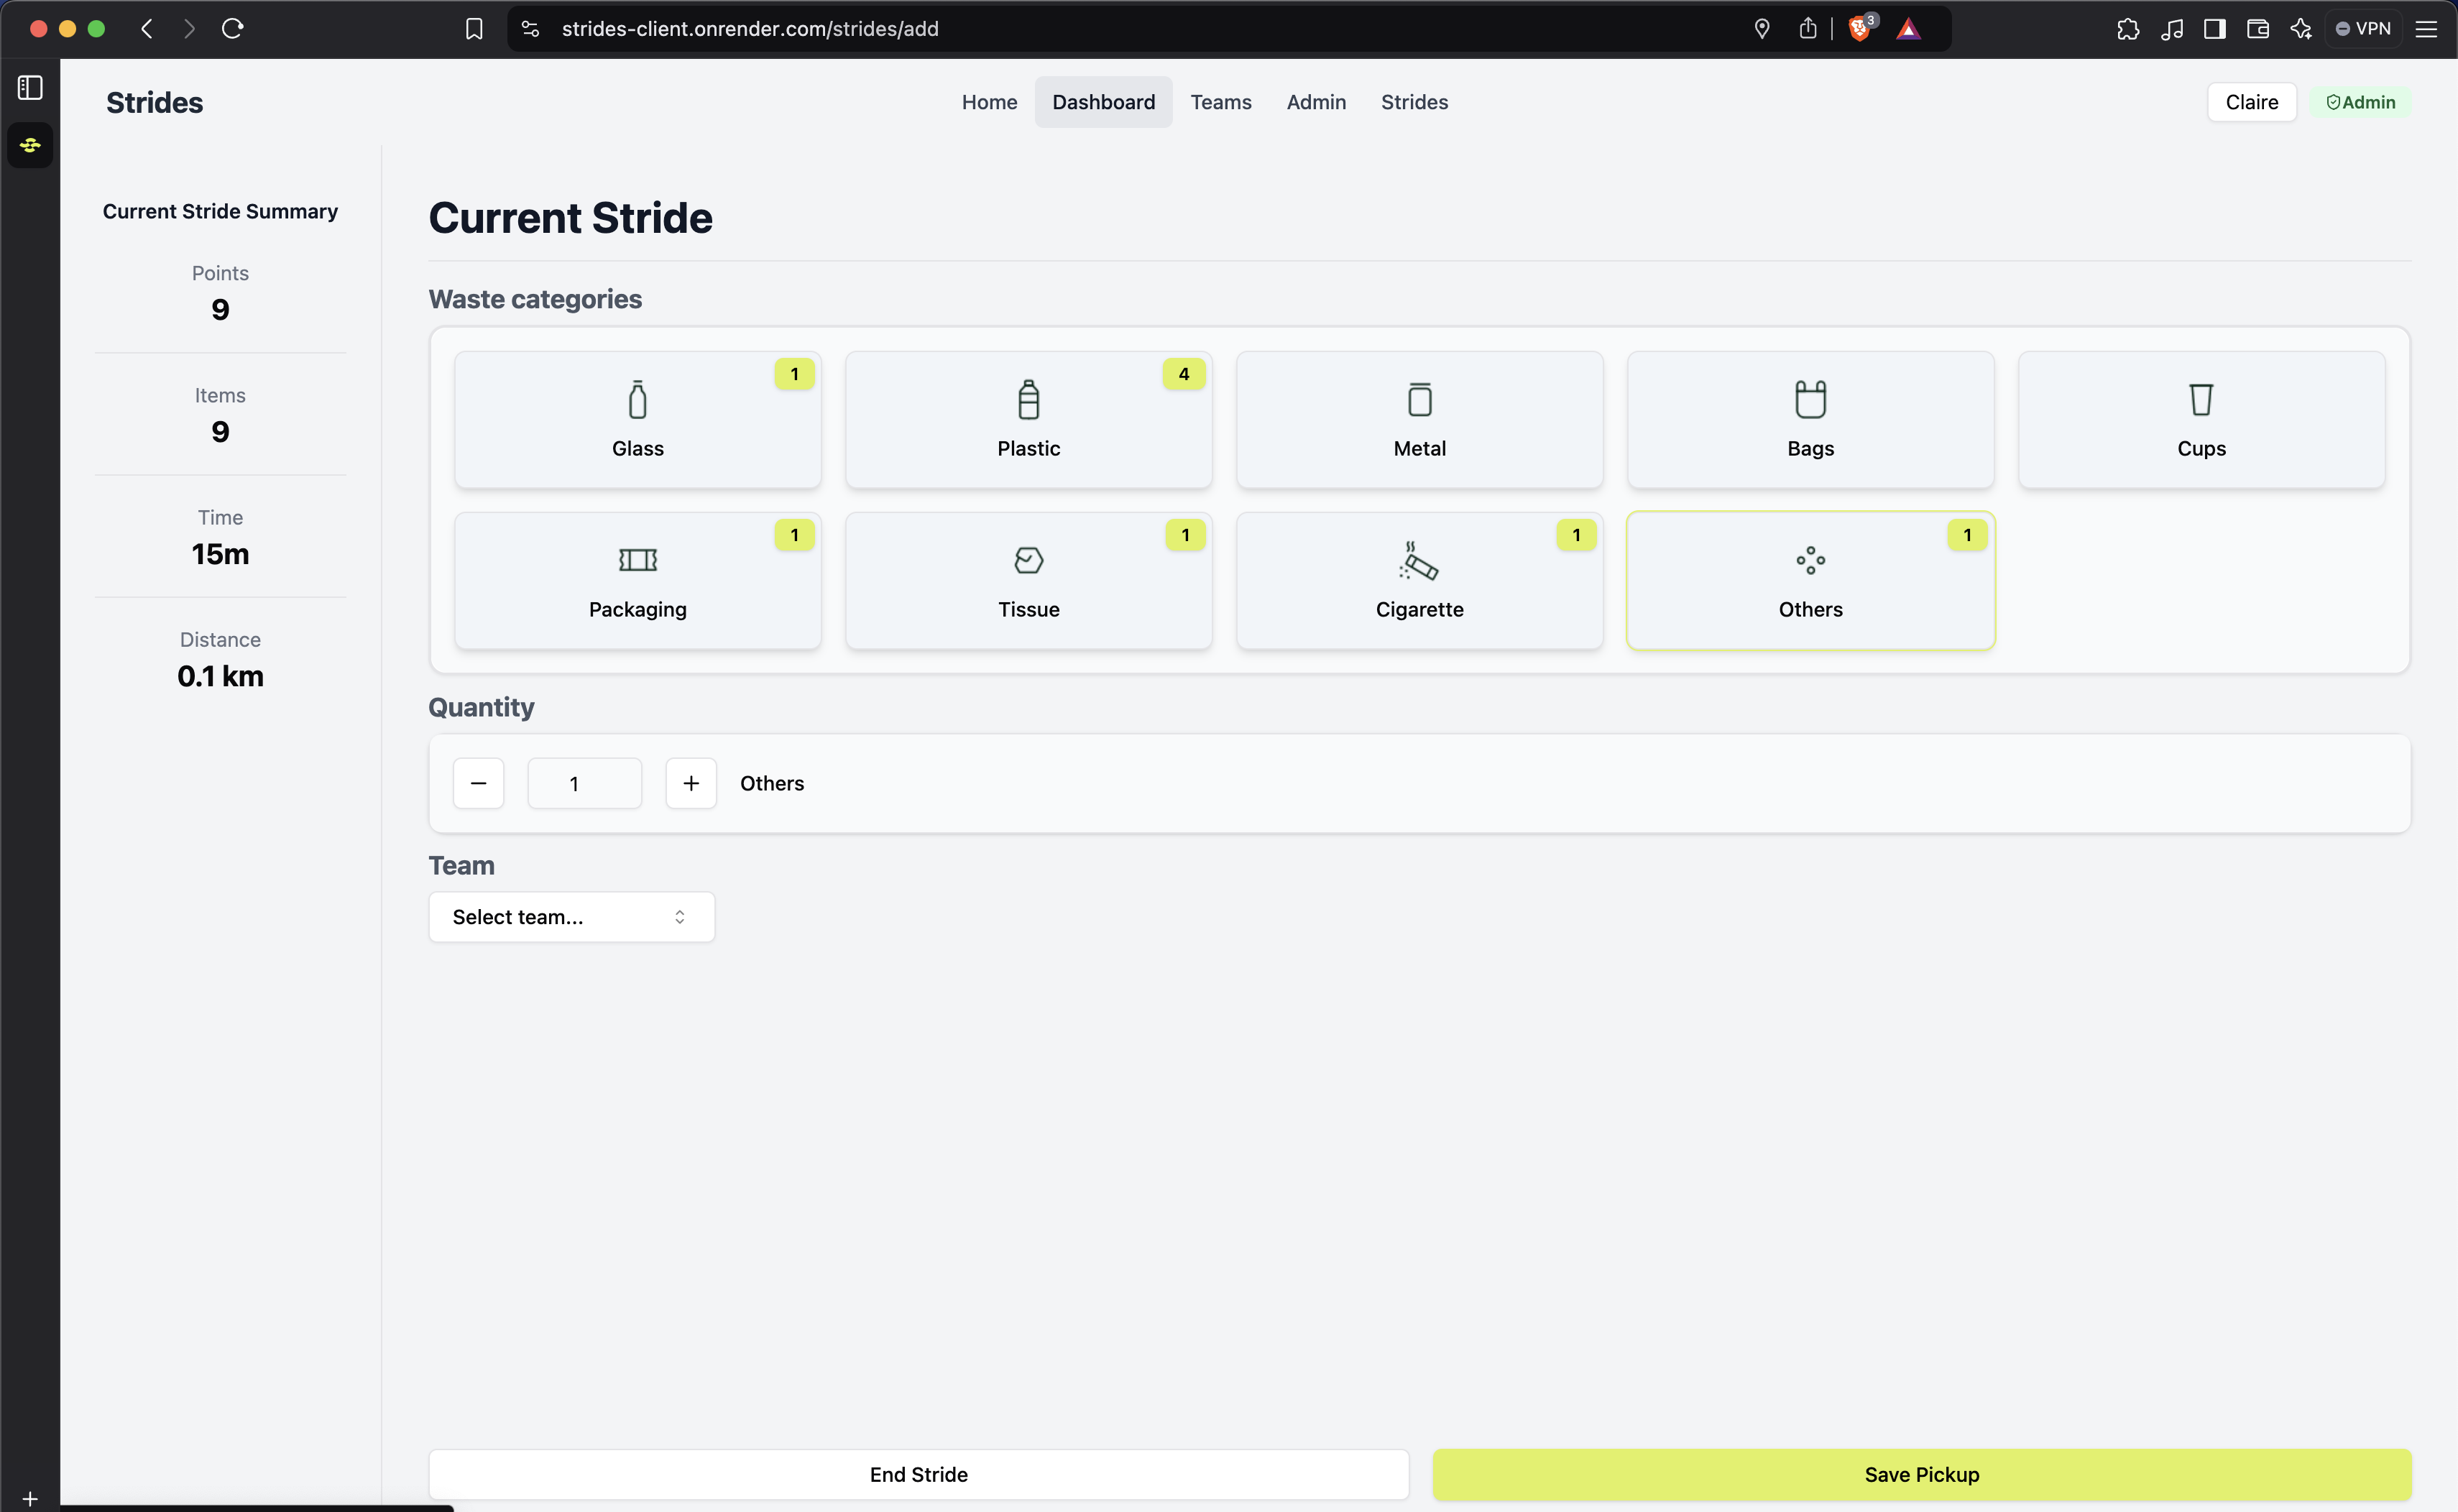 strides-client.onrender.com/strides/add
3
VPN
Strides
Home
Dashboard
Teams
Admin
Strides
Claire
Admin
Current Stride Summary
Points
9
Items
9
Time
15m
Distance
0.1 km
Current Stride
Waste categories
1
Glass
4
Plastic
Metal
Bags
Cups
1
Packaging
1
Tissue
1
Cigarette
1
Others
Quantity
1
Others
Team
Select team...
End Stride
Save Pickup